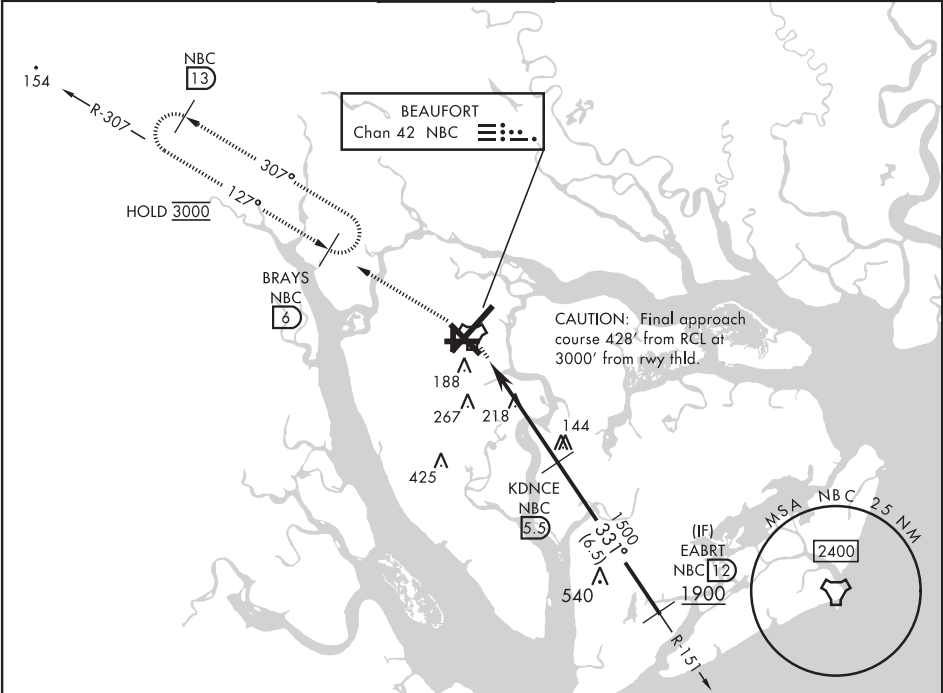 NBC
13
154
R-307
307°
127°
HOLD 3000
BEAUFORT
Chan 42 NBC
BRAYS
NBC
6
CAUTION: Final approach
course 428' from RCL at
3000' from rwy thld.
188
267
218
144
425
KDNCE
NBC
5.5
1500
331°
(6.5)
540
(IF)
EABRT
NBC 12
1900
R-151
MSA NBC 25 NM
2400